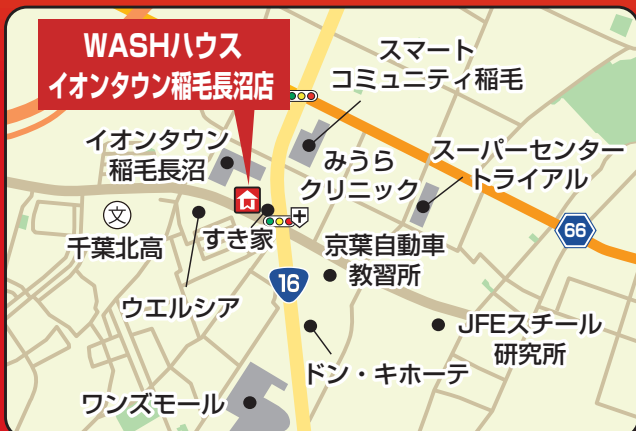 WASHハウス
イオンタウン稲毛長沼店
スマート
コミュニティ稲毛
イオンタウン
稲毛長沼
みうら
クリニック
スーパーセンター
トライアル
文
千葉北高
すき家
京葉自動車
教習所
66
16
ウエルシア
JFEスチール
研究所
ドン・キホーテ
ワンズモール